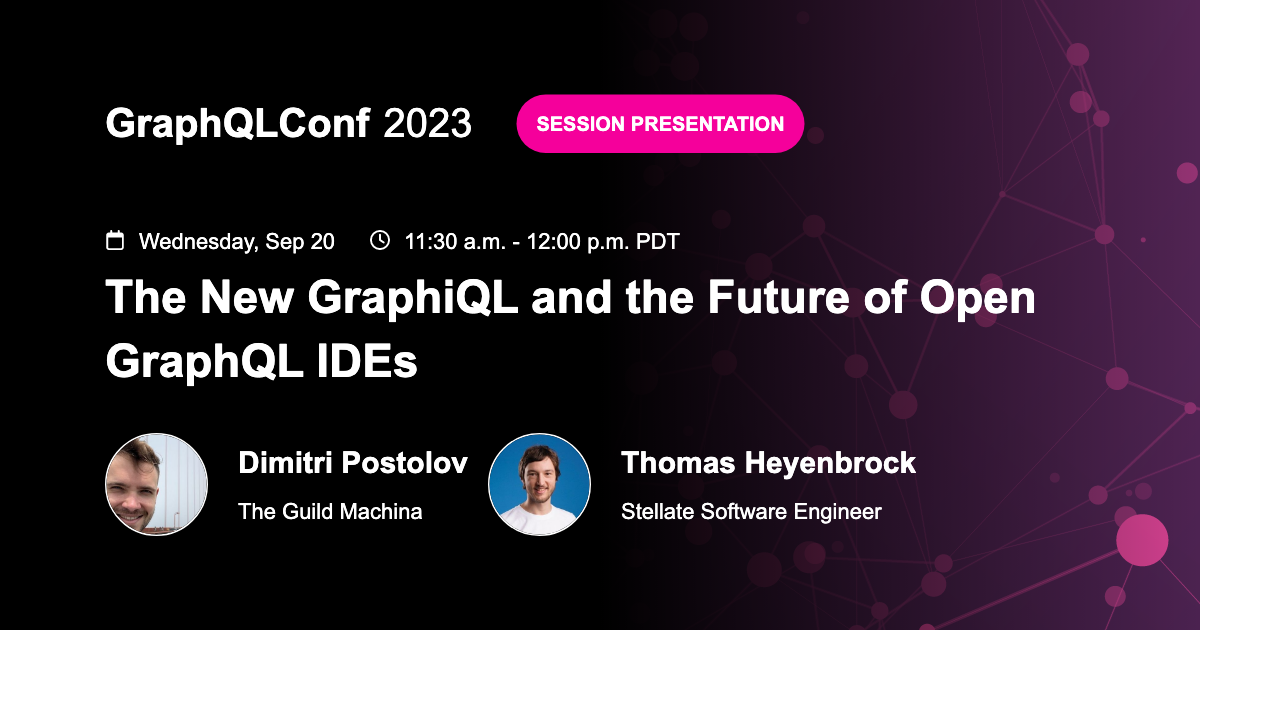 GraphQLConf 2023
SESSION PRESENTATION
Wednesday, Sep 20
11:30 a.m. - 12:00 p.m. PDT
The New GraphiQL and the Future of Open
GraphQL IDEs
Dimitri Postolov
The Guild Machina
Thomas Heyenbrock
Stellate Software Engineer